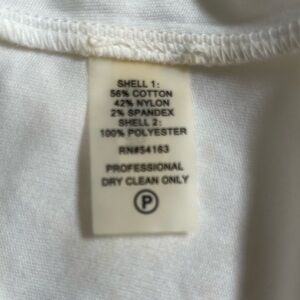 SHELL 1:
56% COTTON
42% NYLON
2% SPANDEX
SHELL 2:
100% POLYESTER
RN#54163
PROFESSIONAL
DRY CLEAN ONLY
P